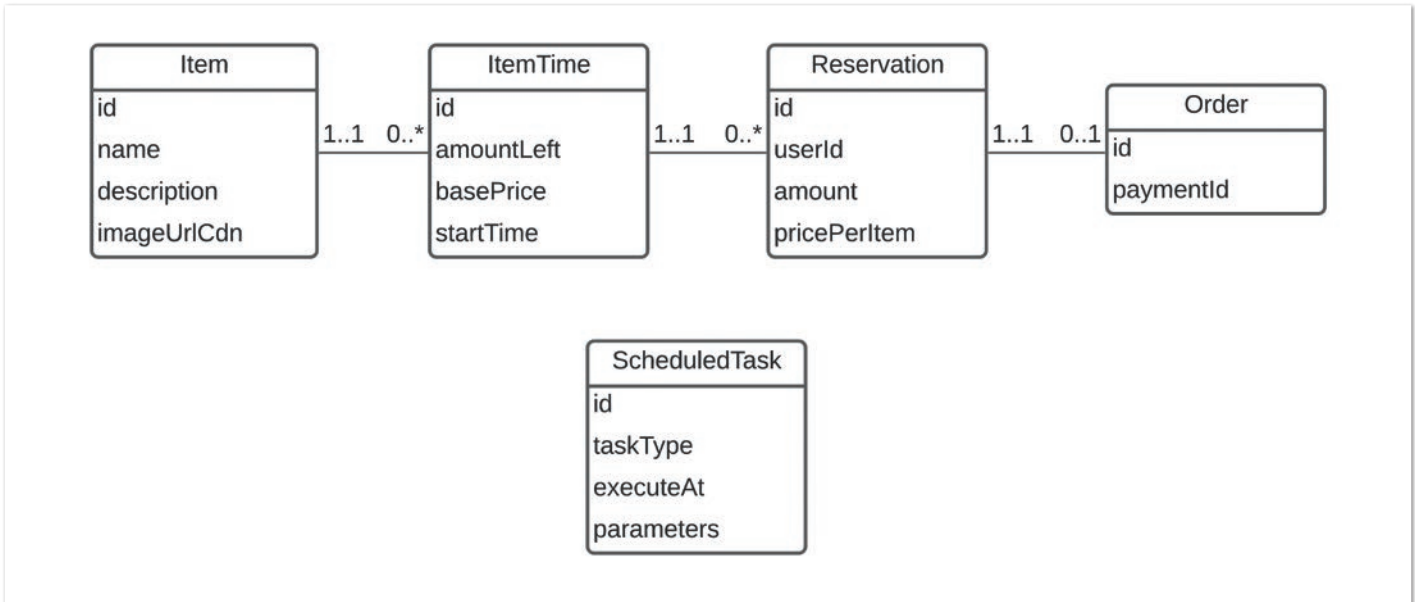 Item
id
name
description
imageUrlCdn
1..1 0..*
ItemTime
id
amountLeft
basePrice
startTime
1..1 0..*
Reservation
id
userId
amount
pricePerItem
1..1 0..1
Order
id
paymentId
ScheduledTask
id
taskType
executeAt
parameters